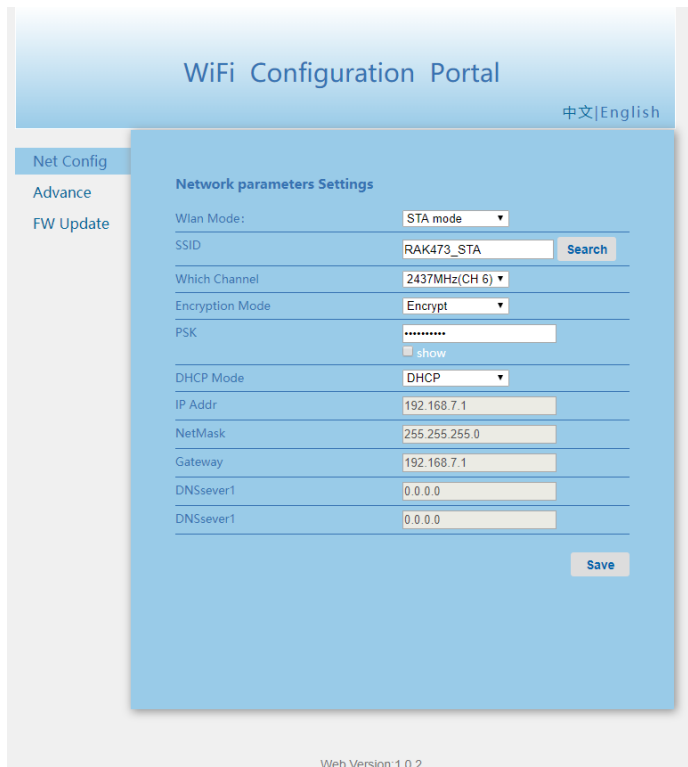 WiFi Configuration Portal
中文|English
Net Config
Advance
FW Update
Network parameters Settings
Wlan Mode: STA mode
SSID RAK473_STA Search
Which Channel 2437MHz(CH 6)
Encryption Mode Encrypt
PSK ••••••••••
show
DHCP Mode DHCP
IP Addr 192.168.7.1
NetMask 255.255.255.0
Gateway 192.168.7.1
DNSsever1 0.0.0.0
DNSsever1 0.0.0.0
Save
Web Version:1.0.2